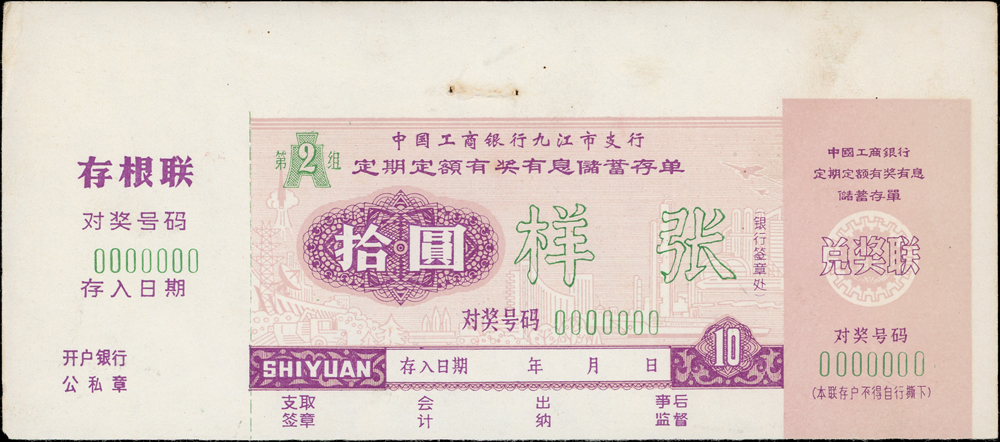 存根联
对奖号码
0000000
存入日期
开户银行
公私章
中国工商银行九江市支行
第2组
定期定额有奖有息储蓄存单
拾圆
样张
(银行签章处)
对奖号码 0000000
SHIYUAN
存入日期 年 月 日
10
支取 会 出 事后
签章 计 纳 监督
中國工商銀行
定期定额有奖有息
储蓄存單
兑奖联
对奖号码
0000000
(本联存户不得自行撕下)